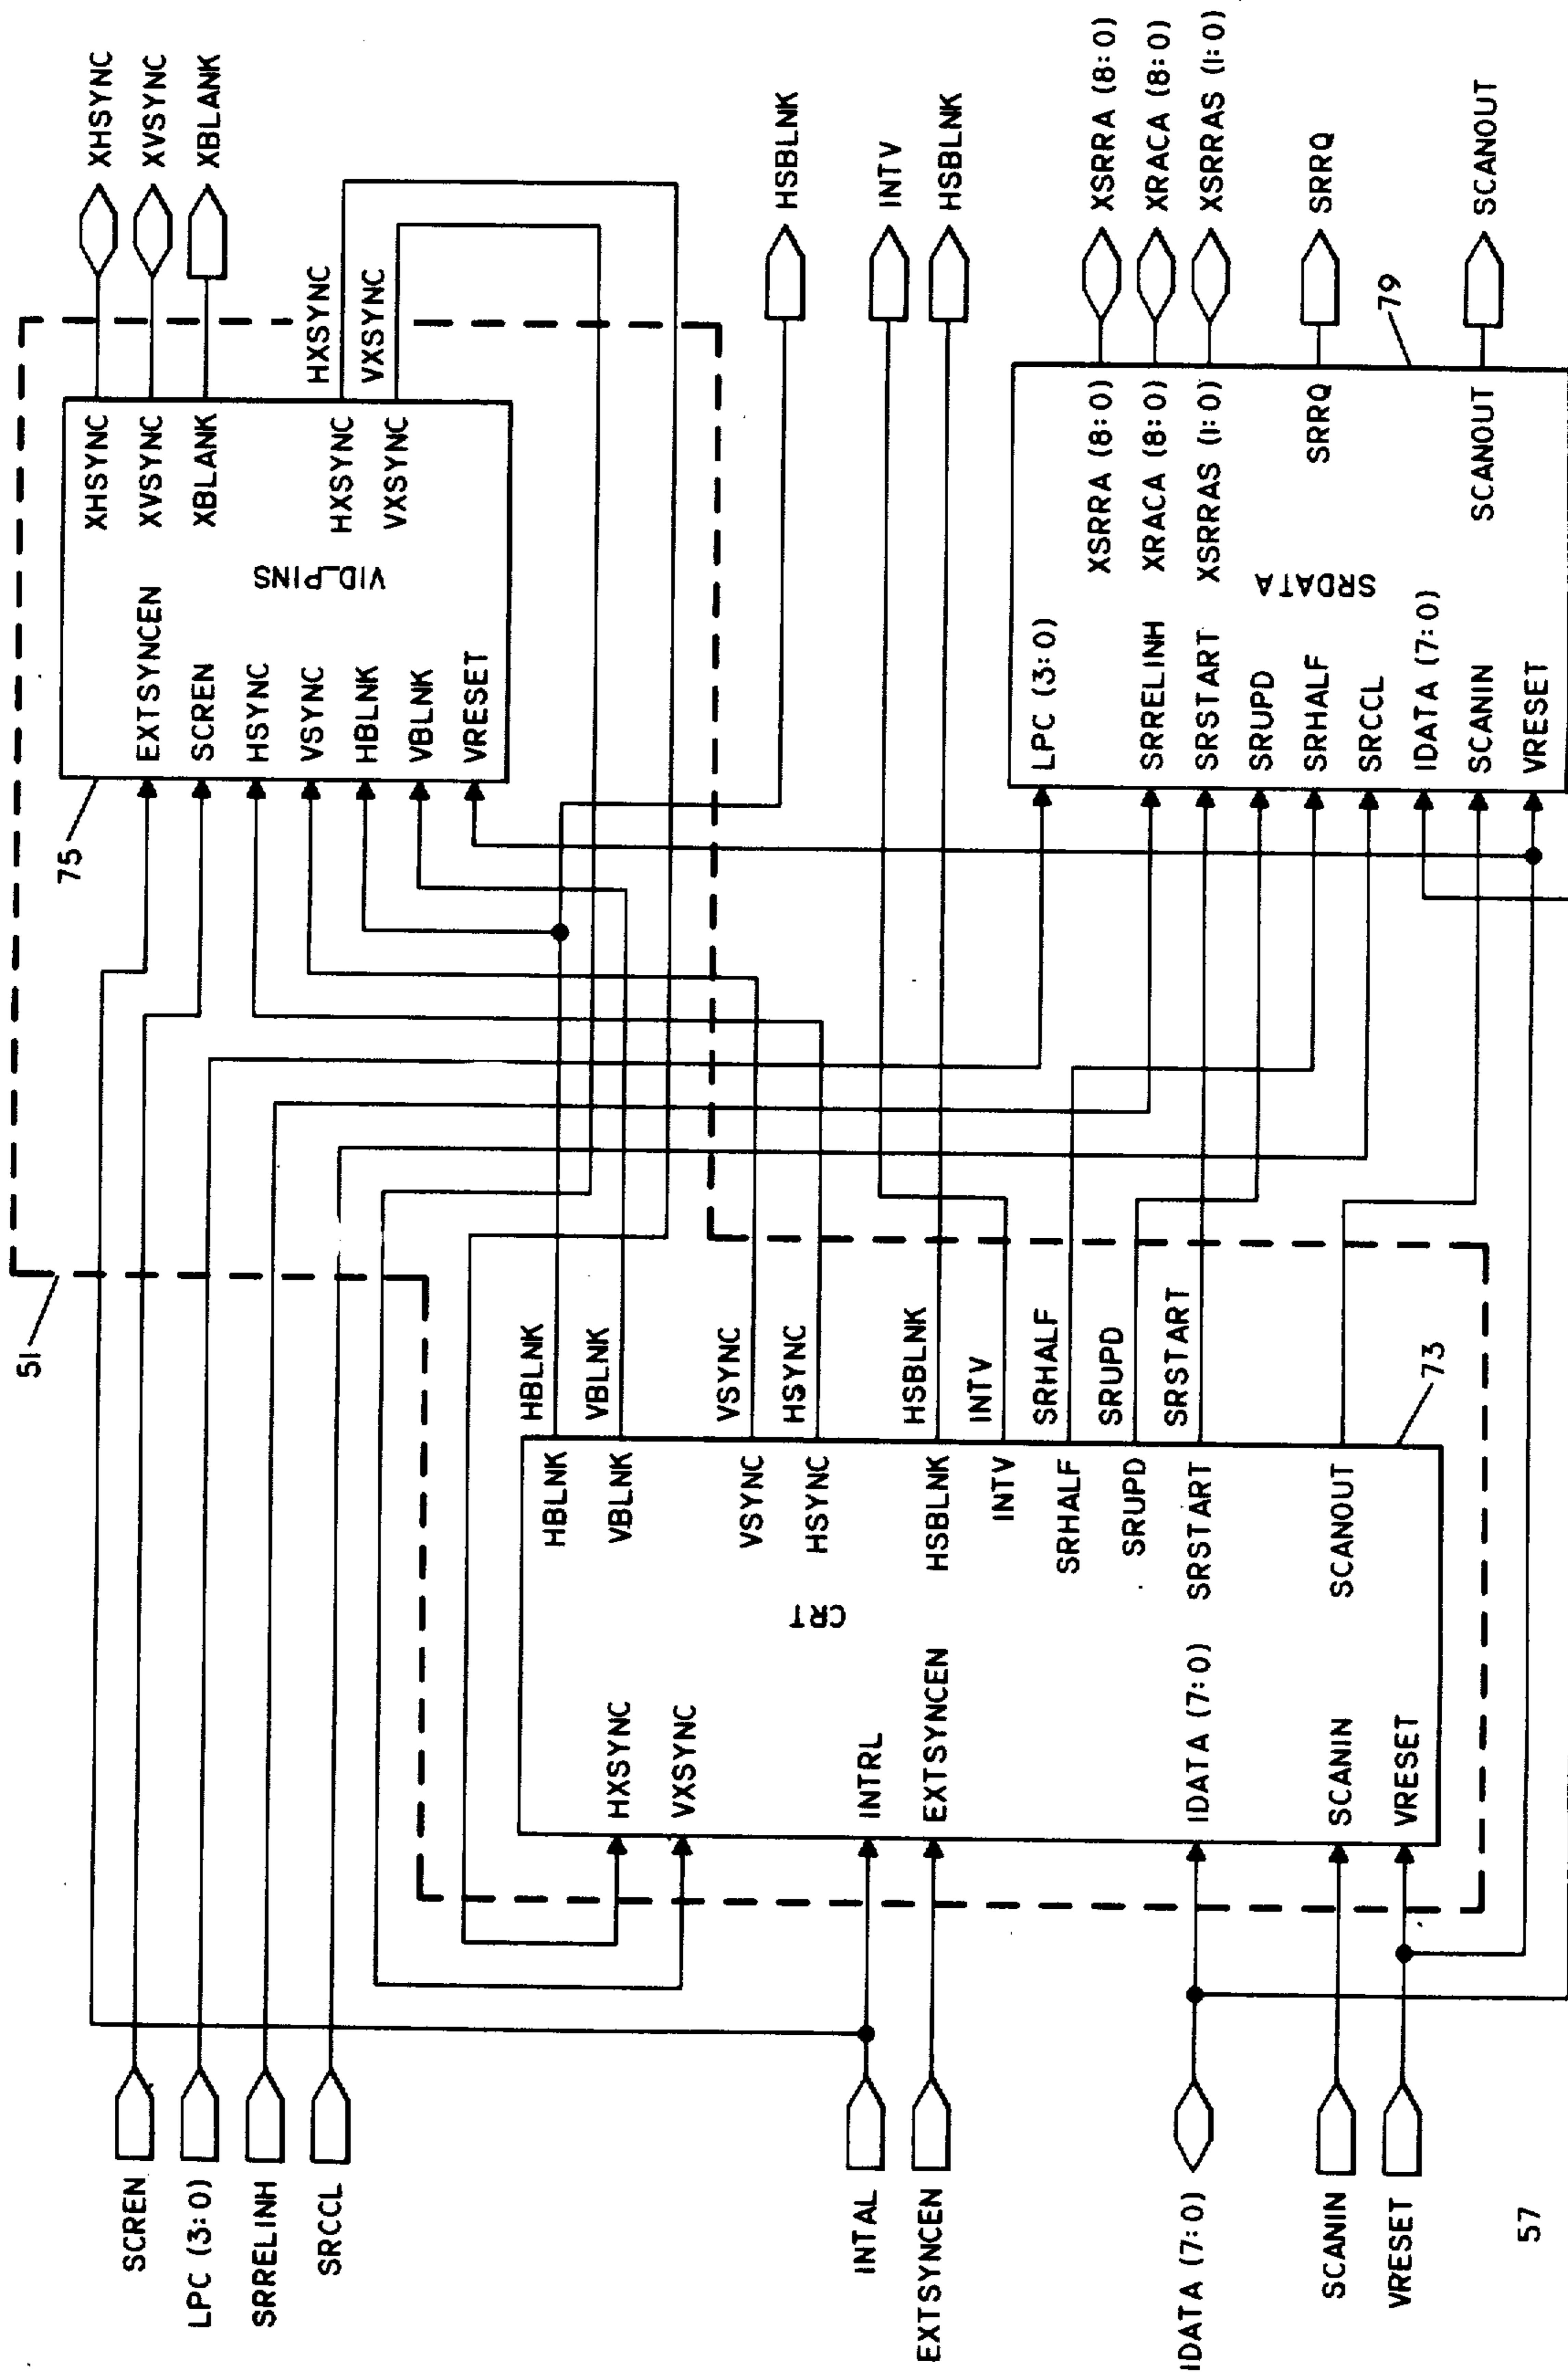 51
75
SCREN
LPC (3:0)
SRRELINH
SRCCL
INTAL
EXTSYNCEN
IDATA (7:0)
SCANIN
VRESET
57
CRT
HXSYNC
VXSYNC
INTRL
EXTSYNCEN
IDATA (7:0)
SCANIN
VRESET
HBLNK
VBLNK
VSYNC
HSYNC
HSBLNK
INTV
SRHALF
SRUPD
SRSTART
SCANOUT
HBLNK
VBLNK
VSYNC
HSYNC
HSBLNK
INTV
SRHALF
SRUPD
SRSTART
73
VID_PINS
EXTSYNCEN
SCREN
HSYNC
VSYNC
HBLNK
VBLNK
VRESET
XHSYNC
XVSYNC
XBLANK
HXSYNC
VXSYNC
HXSYNC
VXSYNC
XHSYNC
XVSYNC
XBLANK
HSBLNK
INTV
HSBLNK
SRDATA
LPC (3:0)
SRRELINH
SRSTART
SRUPD
SRHALF
SRCCL
IDATA (7:0)
SCANIN
VRESET
XSRRA (8:0)
XRACA (8:0)
XSRRAS (1:0)
SRRQ
SCANOUT
79
XSRRA (8:0)
XRACA (8:0)
XSRRAS (1:0)
SRRQ
SCANOUT